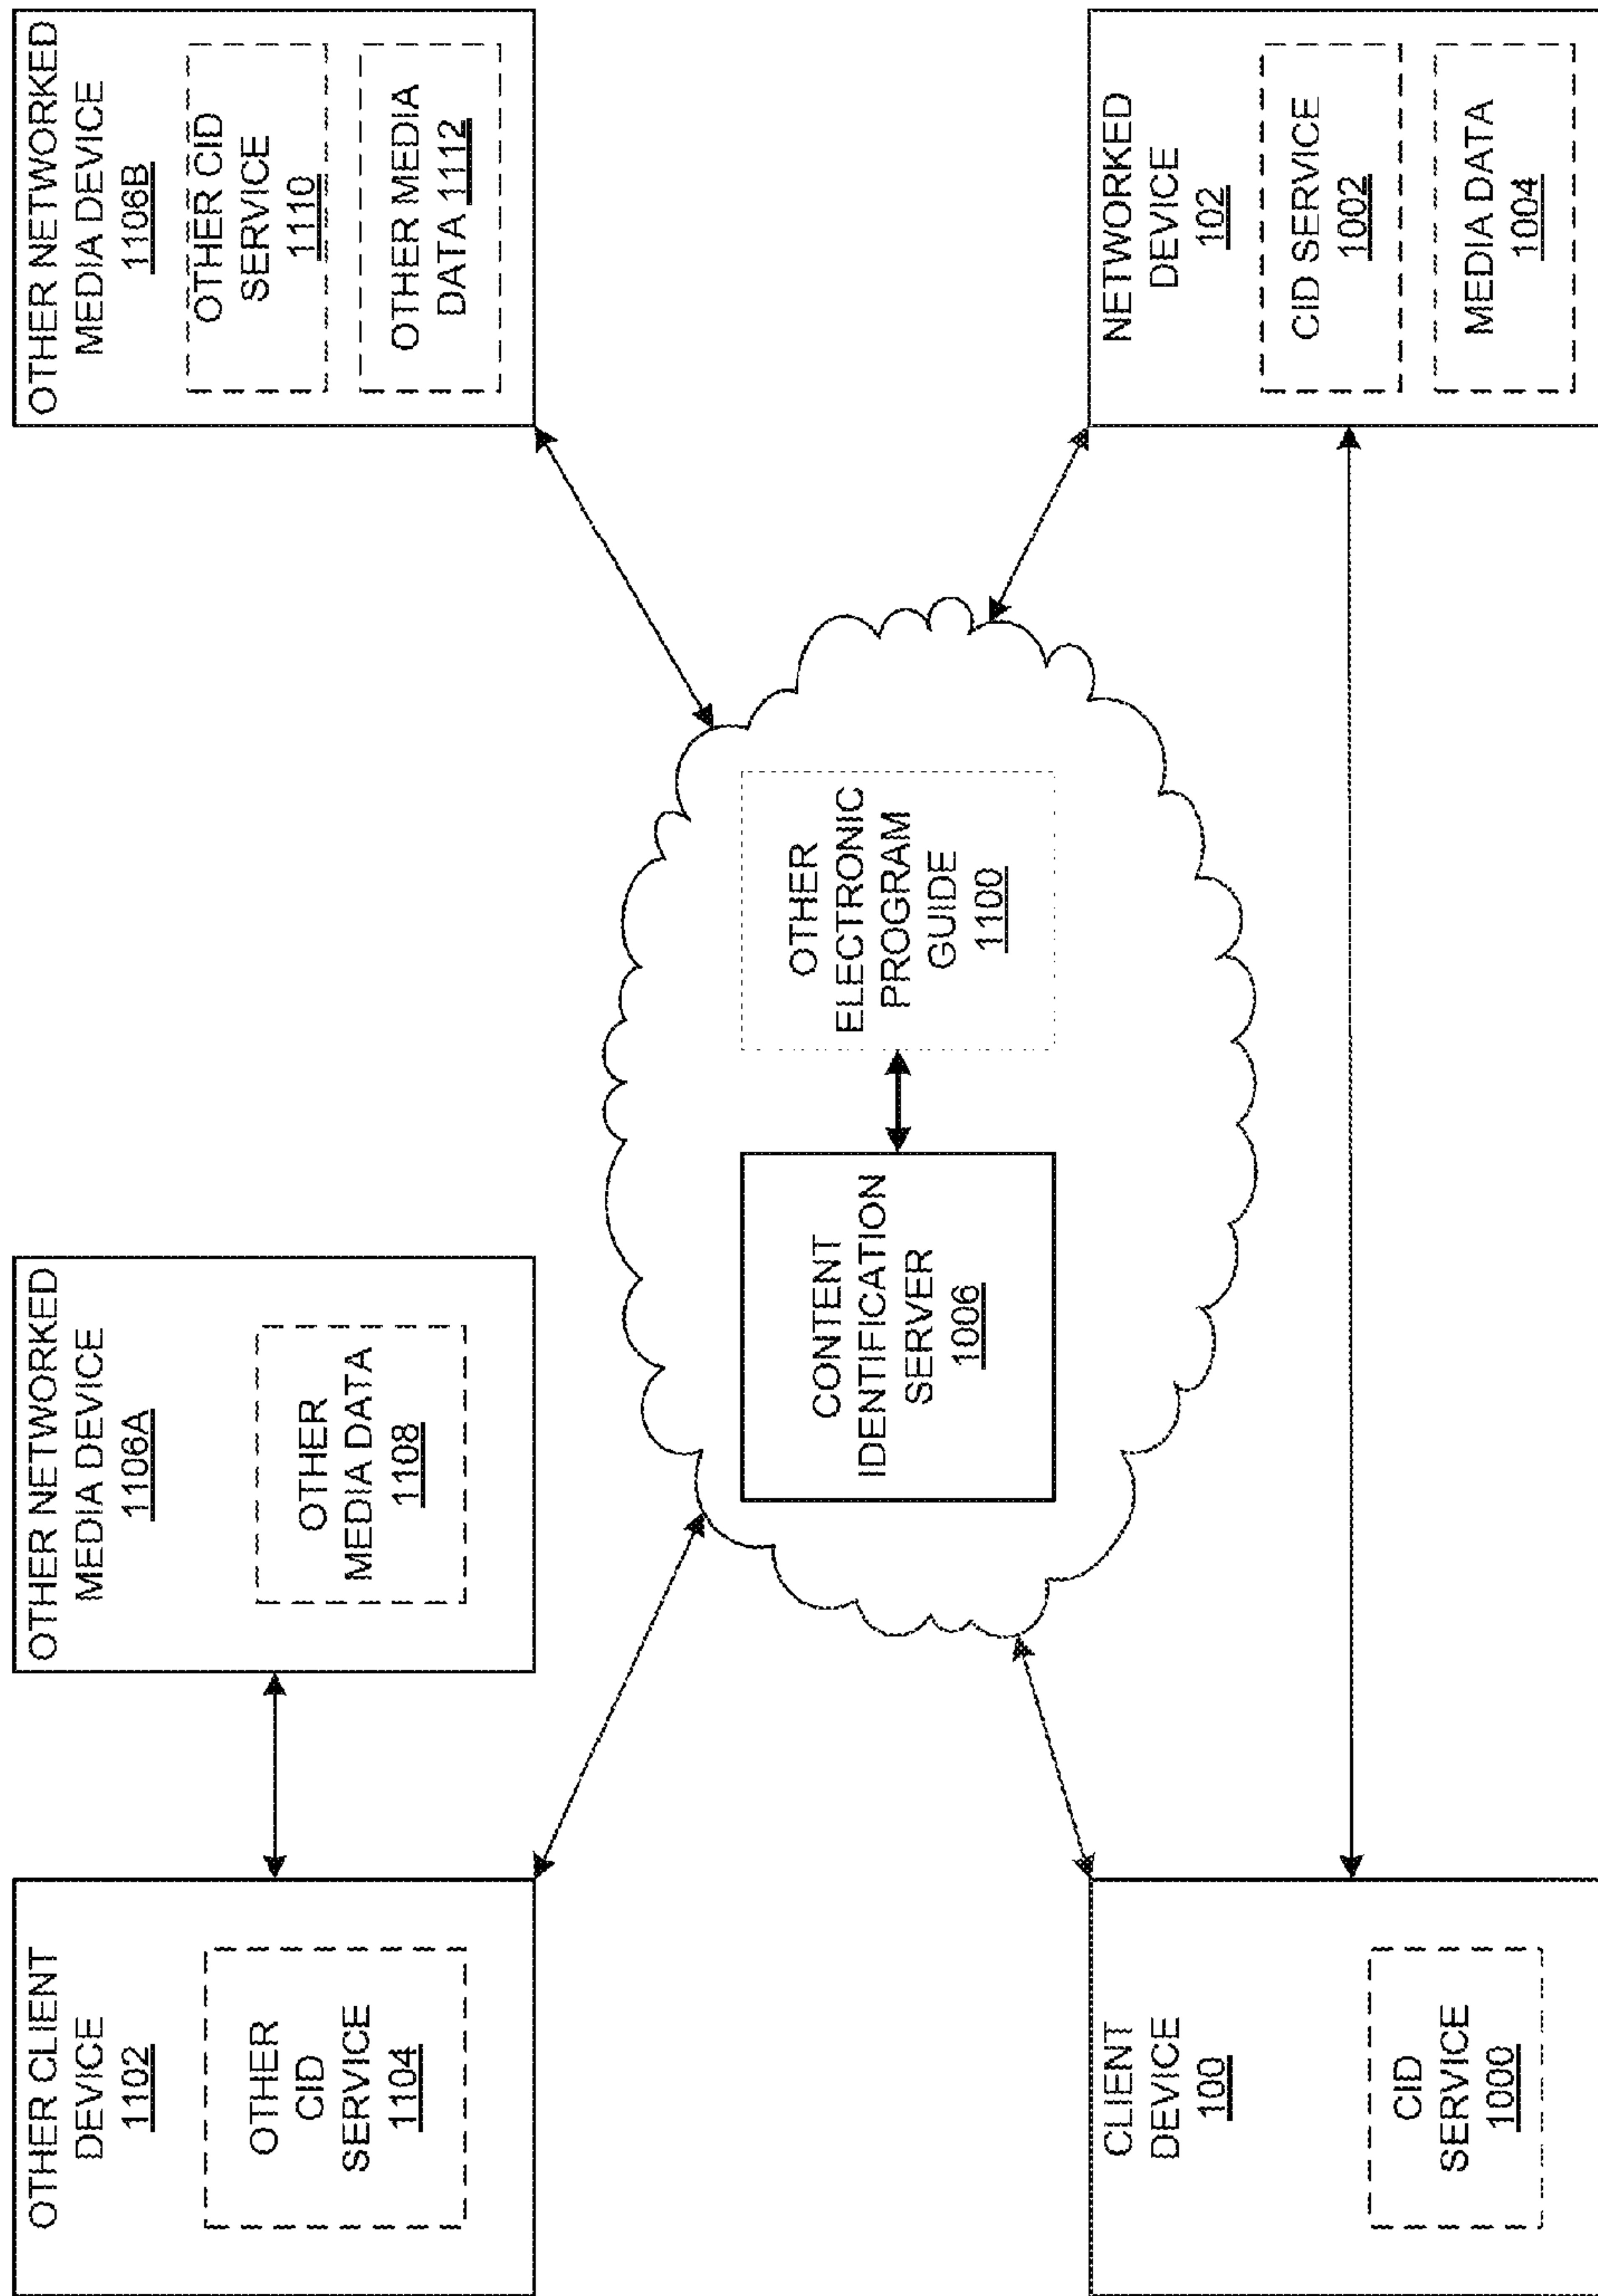 OTHER CLIENT
DEVICE
1102
OTHER
CID
SERVICE
1104
OTHER NETWORKED
MEDIA DEVICE
1106A
OTHER
MEDIA DATA
1108
OTHER NETWORKED
MEDIA DEVICE
1106B
OTHER CID
SERVICE
1110
OTHER MEDIA
DATA 1112
CONTENT
IDENTIFICATION
SERVER
1006
OTHER
ELECTRONIC
PROGRAM
GUIDE
1100
CLIENT
DEVICE
100
CID
SERVICE
1000
NETWORKED
DEVICE
102
CID SERVICE
1002
MEDIA DATA
1004